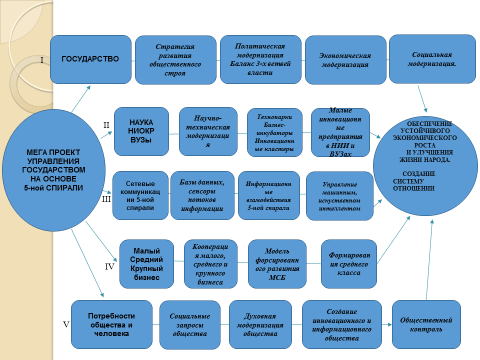 I
ГОСУДАРСТВО
Стратегия
развития
общественного
строя
Политическая
модернизация
Баланс 3-х ветвей
власти
Экономическая
модернизация
Социальная
модернизация.
МЕГА ПРОЕКТ
УПРАВЛЕНИЯ
ГОСУДАРСТВОМ
НА ОСНОВЕ
5-ной СПИРАЛИ
II
НАУКА
НИОКР
ВУЗы
Научно-
техническая
модернизаци
я
Технопарки
Бизнес-
инкубаторы
Инновационн
ые кластеры
Малые
инновационн
ые
предприятия
в НИИ и
ВУЗах
ОБЕСПЕЧЕНИЕ
УСТОЙЧИВОГО
ЭКОНОМИЧЕСКОГО
РОСТА
И УЛУЧШЕНИЯ
ЖИЗНИ НАРОДА.
СОЗДАНИЕ
СИСТЕМУ
ОТНОШЕНИИ
III
Сетевые
коммуникац
ии 5-ной
спирали
Базы данных,
сенсоры
потоков
информации
Информационн
ые
взаимодействия
5-ной спирали
Управление
машинным,
искуственном
интеллектом
IV
Малый
Средний
Крупный
бизнес
Коопераци
я малого,
среднего и
крупного
бизнеса
Модель
форсированн
ого развития
МСБ
Формирован
ия среднего
класса
V
Потребности
общества и
человека
Социальные
запросы
общества
Духовная
модернизация
общества
Создание
инновационного и
информационного
общества
Общественный
контроль